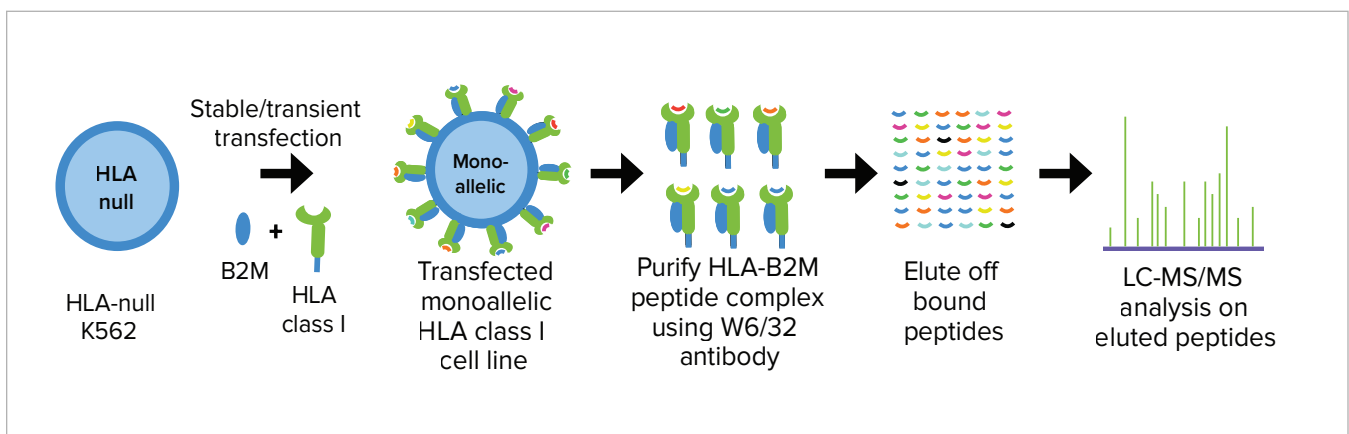 HLA
null
HLA-null
K562
Stable/transient
transfection
+
B2M
HLA
class I
Mono-
allelic
Transfected
monoallelic
HLA class I
cell line
Purify HLA-B2M
peptide complex
using W6/32
antibody
Elute off
bound
peptides
LC-MS/MS
analysis on
eluted peptides